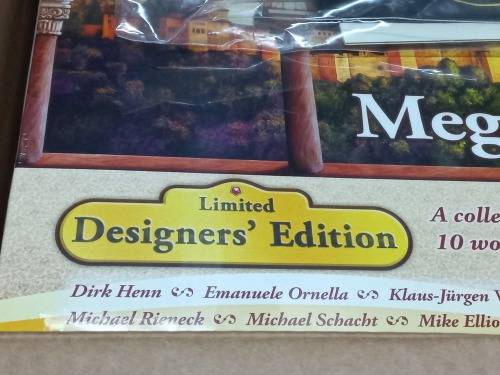 Meg
Limited
Designers' Edition
A colle
10 wo
Dirk Henn Emanuele Ornella Klaus-Jürgen
Michael Rieneck Michael Schacht Mike Ellio